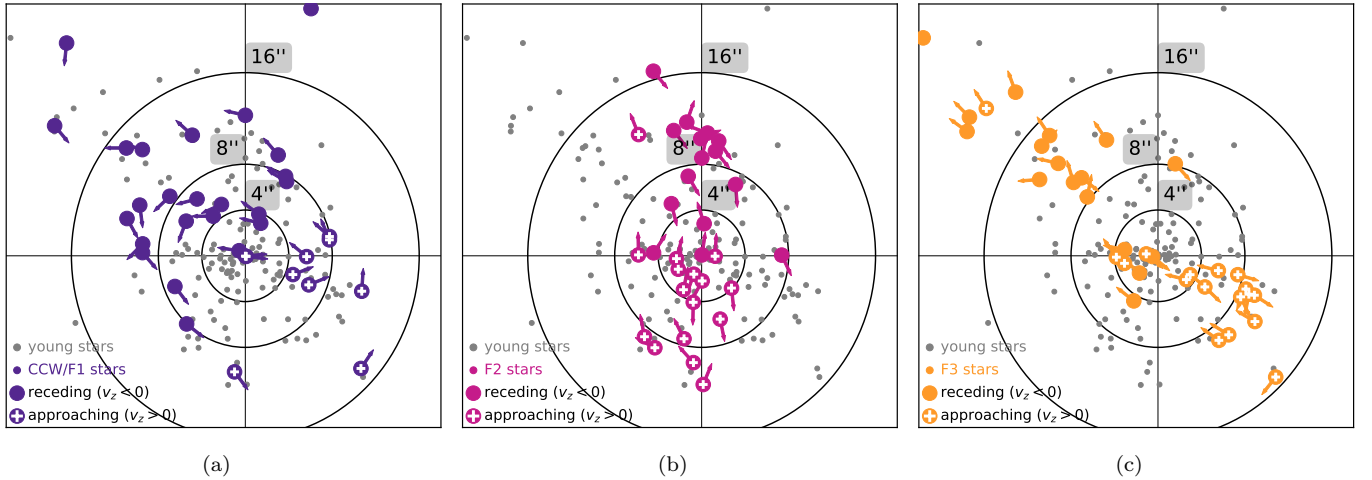 16''
8''
4''
young stars
CCW/F1 stars
receding (v_z < 0)
approaching (v_z > 0)
(a)
16''
8''
4''
young stars
F2 stars
receding (v_z < 0)
approaching (v_z > 0)
(b)
16''
8''
4''
young stars
F3 stars
receding (v_z < 0)
approaching (v_z > 0)
(c)